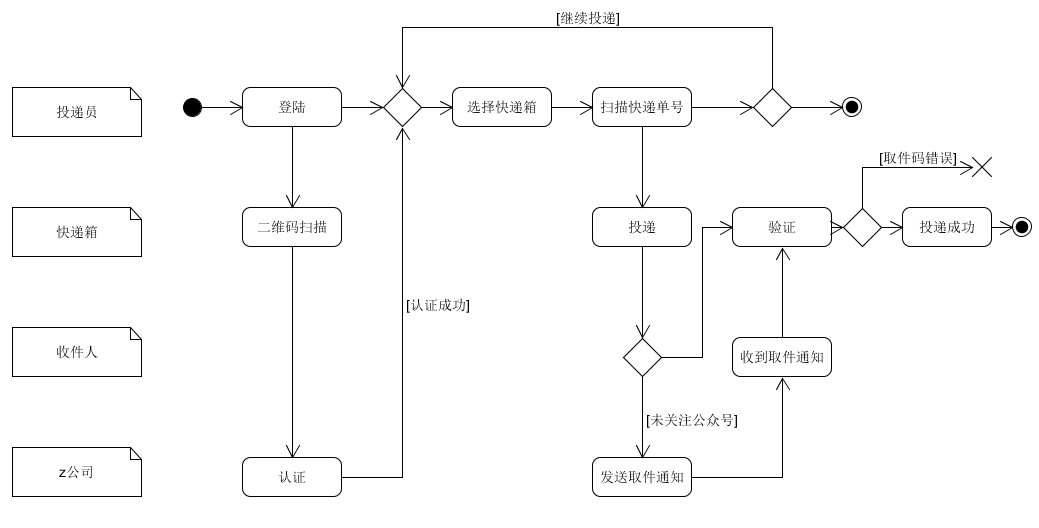 [继续投递]
投递员
登陆
选择快递箱
扫描快递单号
[取件码错误]
快递箱
二维码扫描
投递
验证
投递成功
[认证成功]
收件人
收到取件通知
[未关注公众号]
z公司
认证
发送取件通知